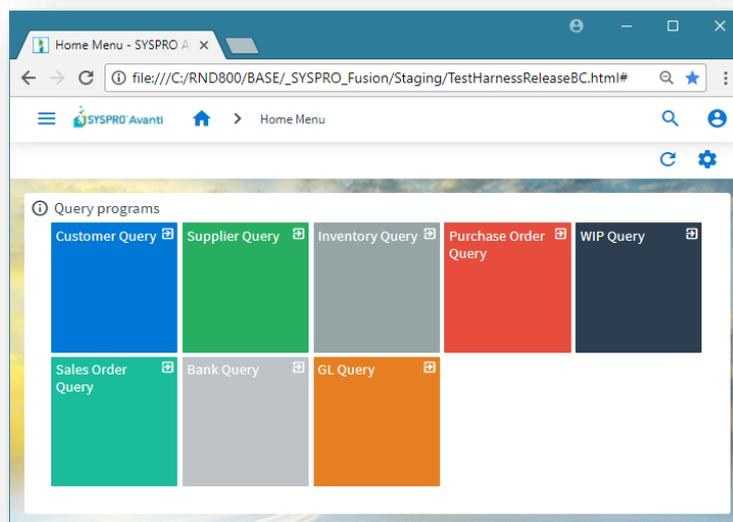 Home Menu - SYSPRO A
file:///C:/RND800/BASE/_SYSPRO_Fusion/Staging/TestHarnessReleaseBC.html#
SYSPRO Avanti
Home Menu
Query programs
Customer Query
Supplier Query
Inventory Query
Purchase Order
Query
WIP Query
Sales Order
Query
Bank Query
GL Query